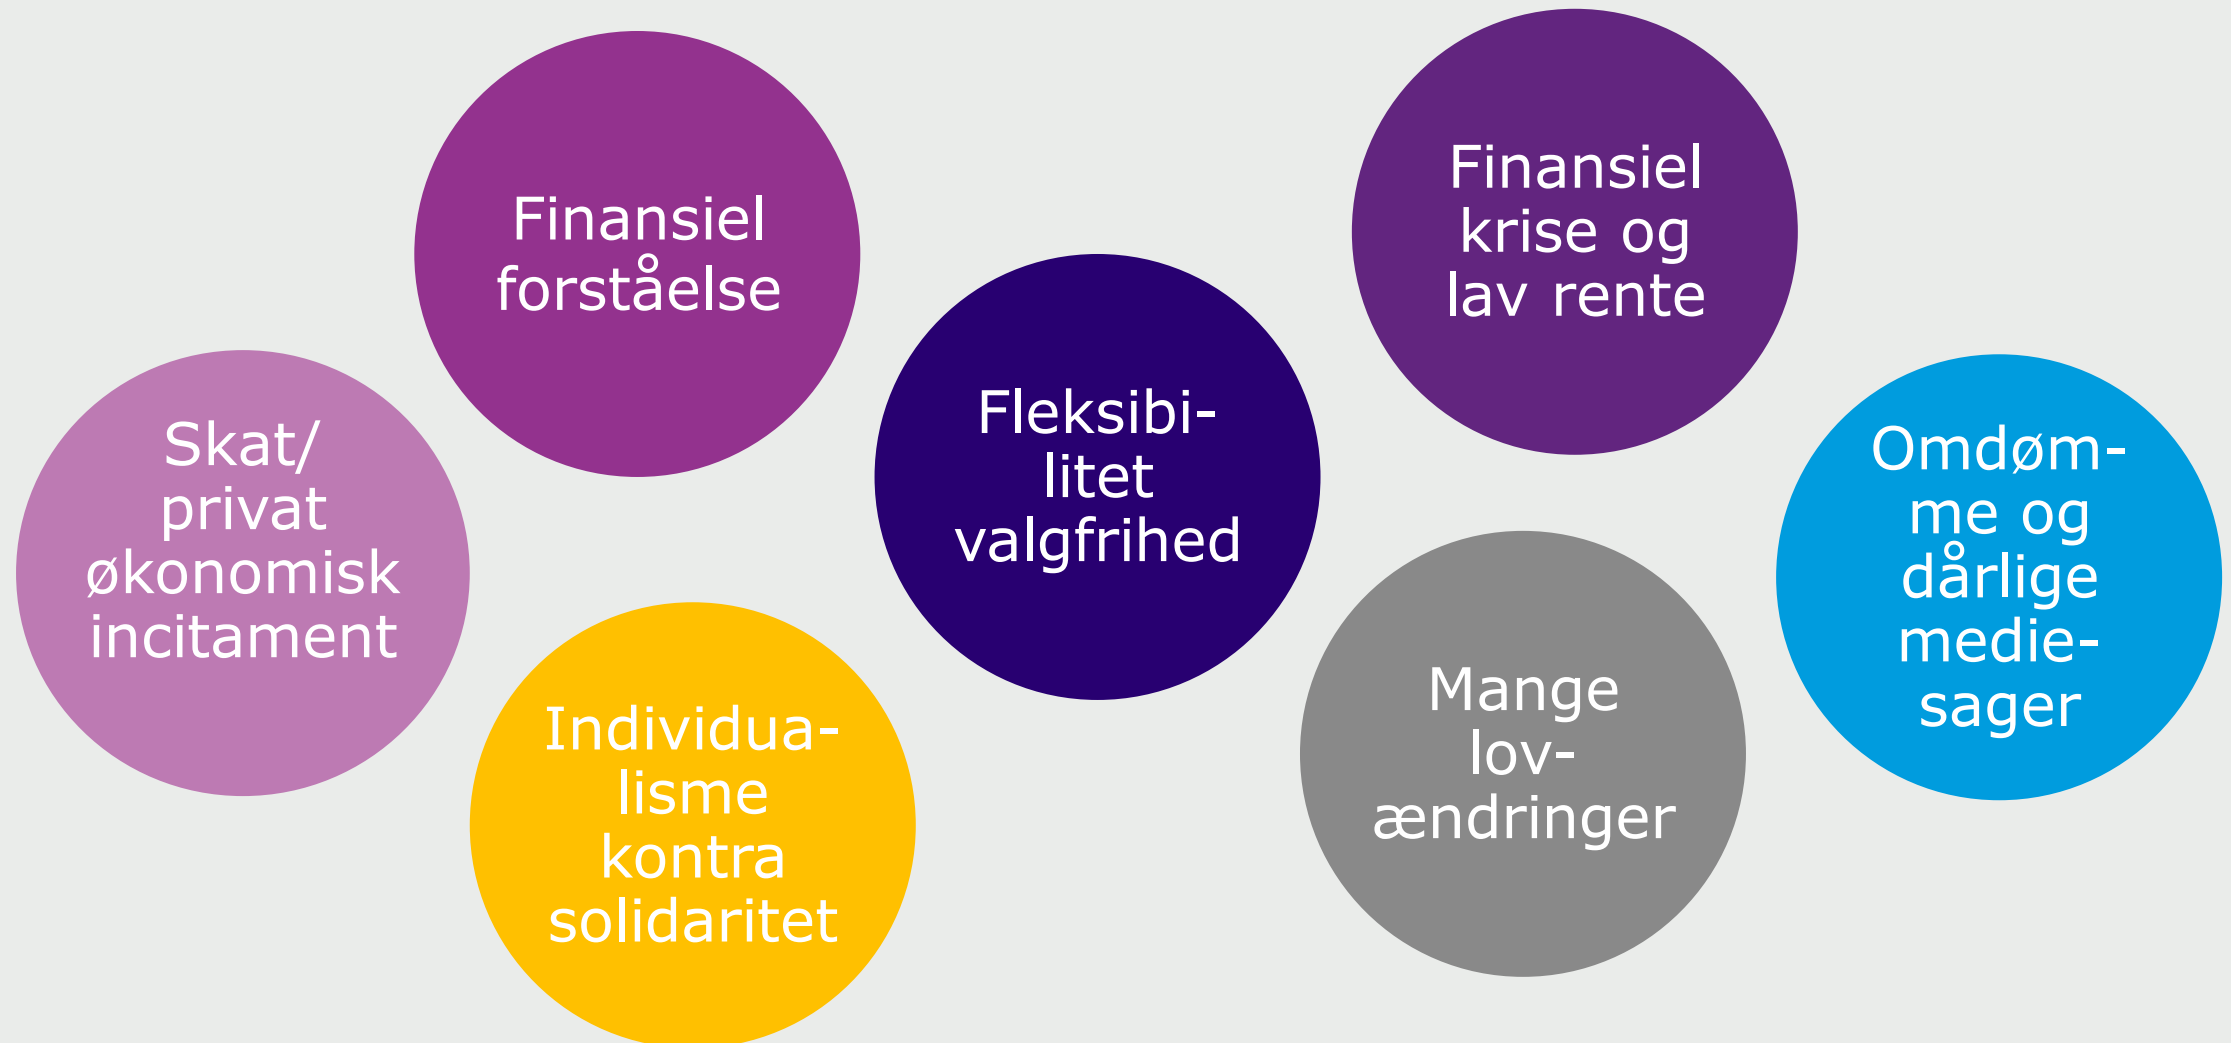 Skat/
privat
økonomisk
incitament
Finansiel
forståelse
Individua-
lisme
kontra
solidaritet
Fleksibi-
litet
valgfrihed
Finansiel
krise og
lav rente
Mange
lov-
ændringer
Omdøm-
me og
dårlige
medie-
sager